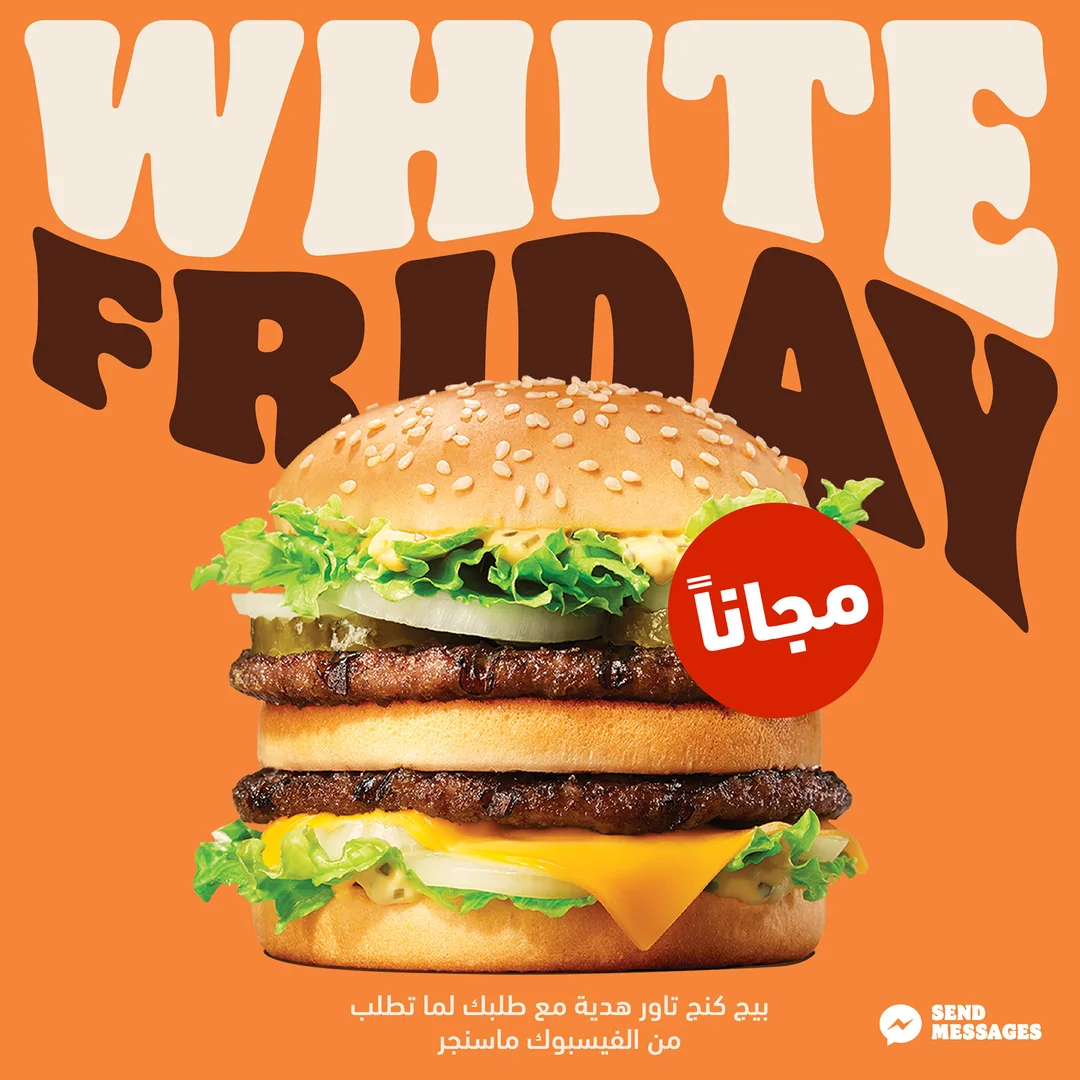 WHITE
FRIDAY
مجاناً
بيج كنج تاور هدية مع طلبك لما تطلب
من الفيسبوك ماسنجر
SEND
MESSAGES